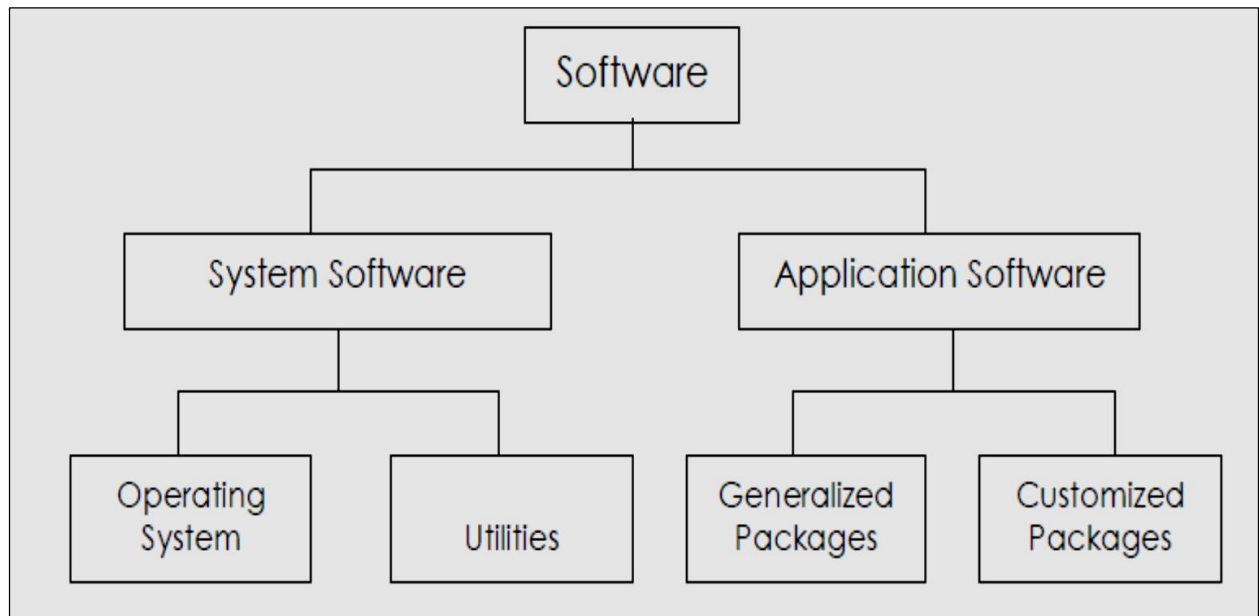 Software
System Software
Application Software
Operating
System
Utilities
Generalized
Packages
Customized
Packages